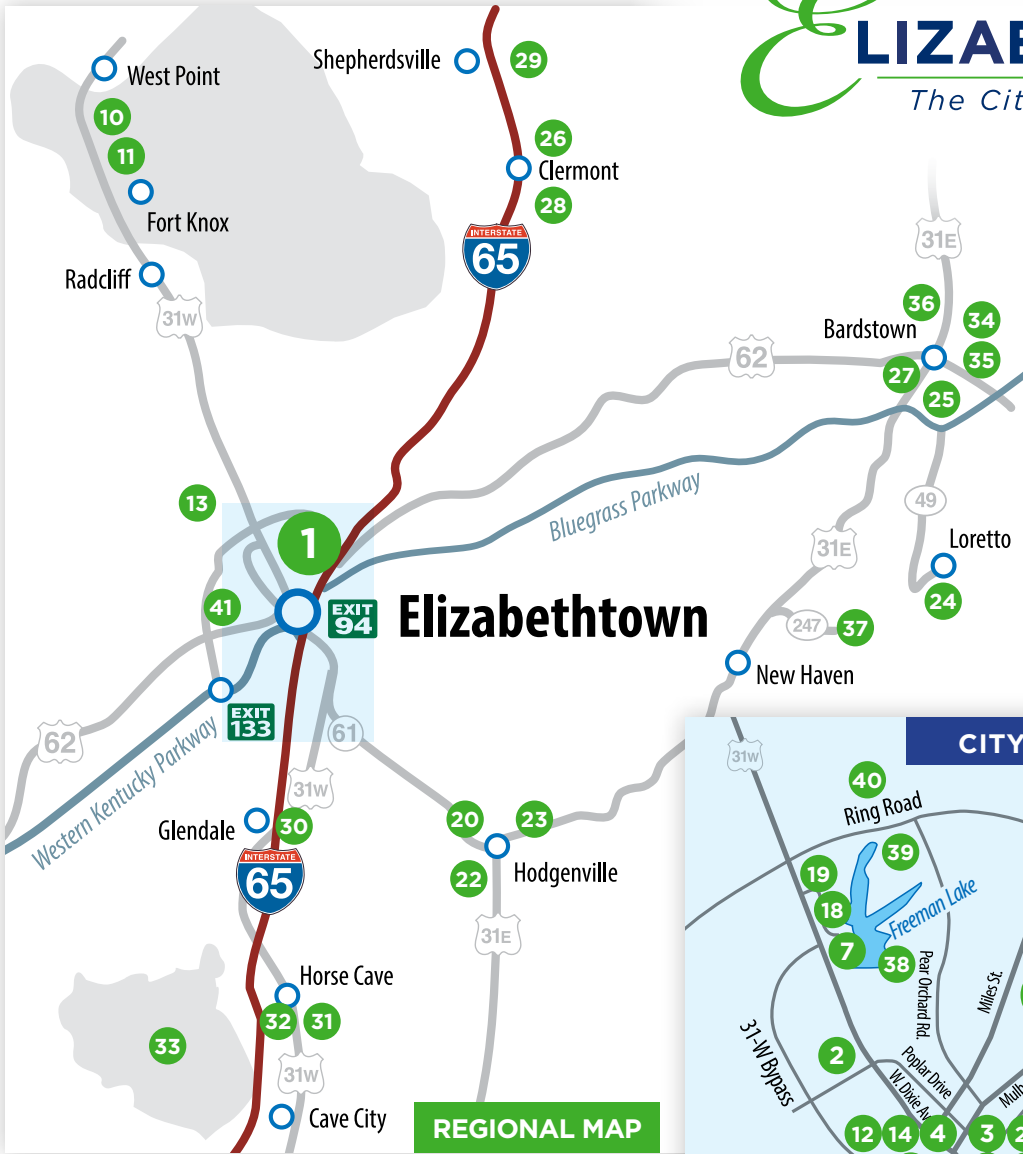 ELIZAB
The Cit
West Point
10
11
Fort Knox
Radcliff
31W
Shepherdsville
29
26
Clermont
28
INTERSTATE
65
31E
36
Bardstown
34
35
27
25
62
Bluegrass Parkway
49
Loretto
24
31E
247
37
New Haven
13
1
41
EXIT
94
Elizabethtown
EXIT
133
62
Western Kentucky Parkway
61
31W
Glendale
30
INTERSTATE
65
20
23
22
Hodgenville
31E
Horse Cave
32
31
33
31W
Cave City
REGIONAL MAP
CITY
31W
40
Ring Road
39
19
18
Freeman Lake
7
38
Pear Orchard Rd.
Miles St.
31-W Bypass
2
Poplar Drive
W. Dixie Av
Mulb
12
14
4
3
2